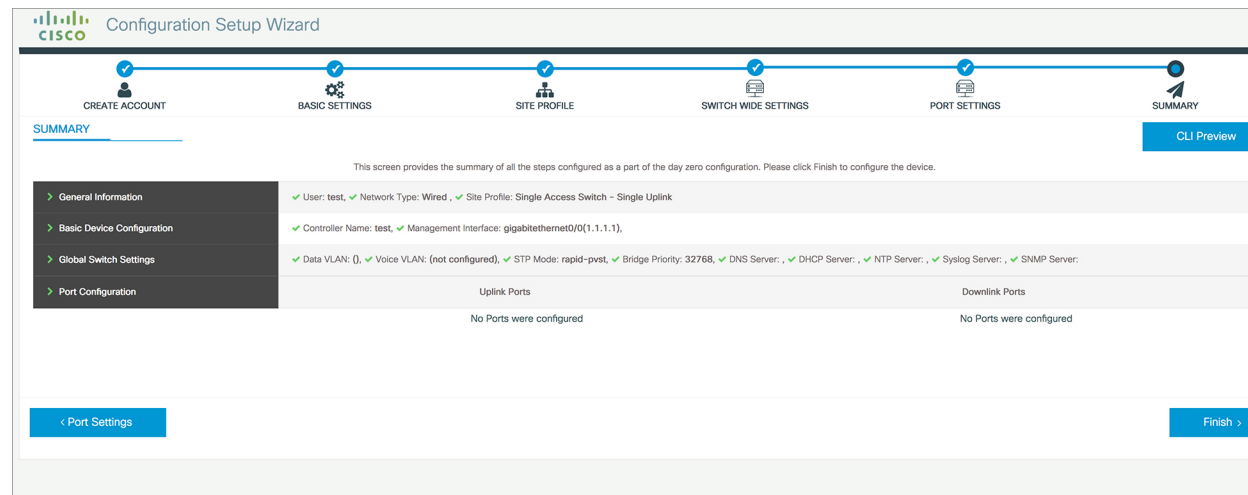 CISCO
Configuration Setup Wizard
CREATE ACCOUNT
BASIC SETTINGS
SITE PROFILE
SWITCH WIDE SETTINGS
PORT SETTINGS
SUMMARY
SUMMARY
CLI Preview
This screen provides the summary of all the steps configured as a part of the day zero configuration. Please click Finish to configure the device.
General Information
User: test, Network Type: Wired , Site Profile: Single Access Switch - Single Uplink
Basic Device Configuration
Controller Name: test, Management Interface: gigabitethernet0/0(1.1.1.1),
Global Switch Settings
Data VLAN: (), Voice VLAN: (not configured), STP Mode: rapid-pvst, Bridge Priority: 32768, DNS Server: , DHCP Server: , NTP Server: , Syslog Server: , SNMP Server:
Port Configuration
Uplink Ports
Downlink Ports
No Ports were configured
No Ports were configured
< Port Settings
Finish >